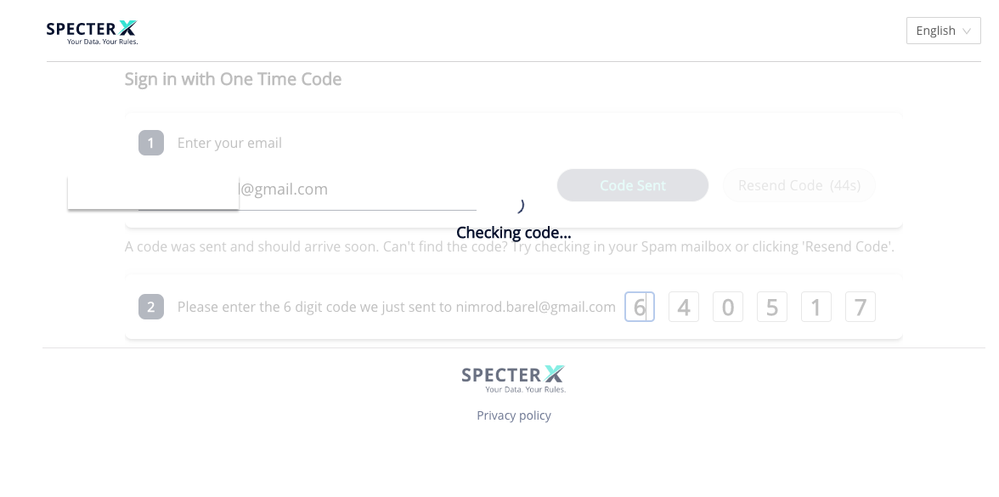 SPECTER X
Your Data. Your Rules.
English
Sign in with One Time Code
1 Enter your email
@gmail.com
Code Sent
Resend Code (44s)
Checking code...
A code was sent and should arrive soon. Can't find the code? Try checking in your Spam mailbox or clicking 'Resend Code'.
2 Please enter the 6 digit code we just sent to nimrod.barel@gmail.com 6 4 0 5 1 7
SPECTER X
Your Data. Your Rules.
Privacy policy